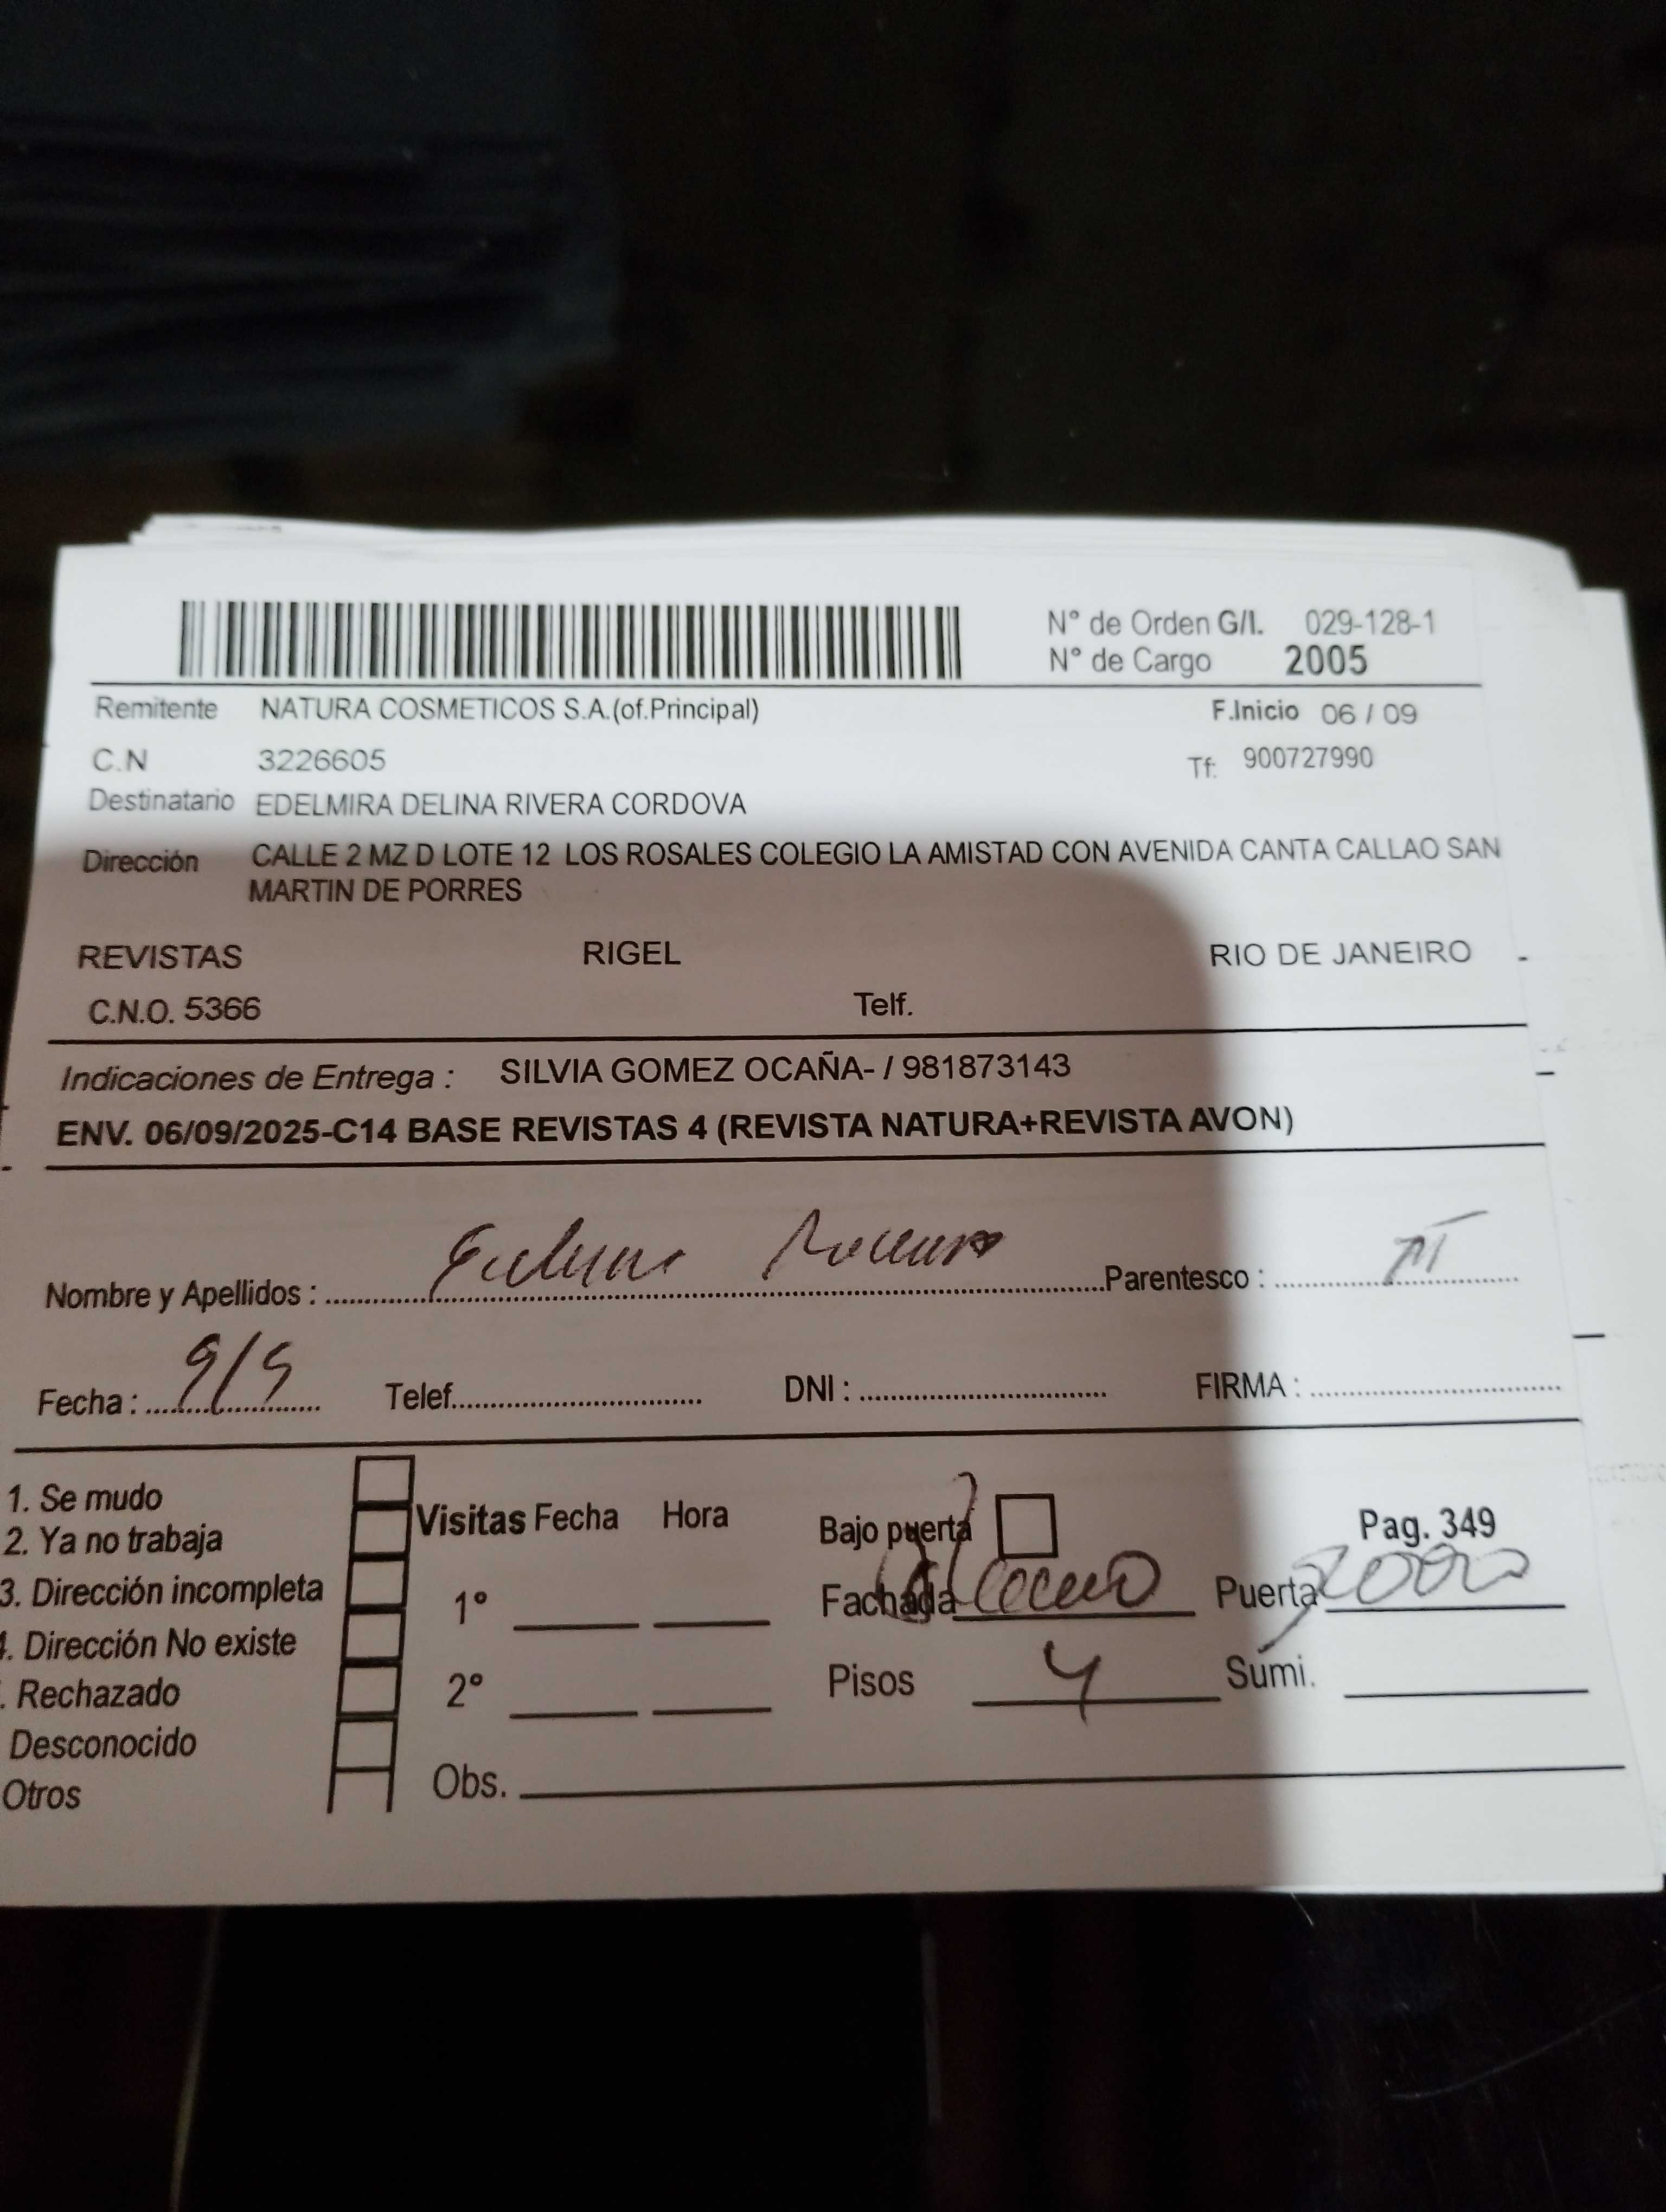 N° de Orden G/I. 029-128-1
N° de Cargo 2005
Remitente NATURA COSMETICOS S.A.(of.Principal) F.Inicio 06 / 09
C.N 3226605 Tf: 900727990
Destinatario EDELMIRA DELINA RIVERA CORDOVA
Dirección CALLE 2 MZ D LOTE 12 LOS ROSALES COLEGIO LA AMISTAD CON AVENIDA CANTA CALLAO SAN
MARTIN DE PORRES
REVISTAS RIGEL RIO DE JANEIRO -
C.N.O. 5366 Telf.
Indicaciones de Entrega : SILVIA GOMEZ OCAÑA- / 981873143
ENV. 06/09/2025-C14 BASE REVISTAS 4 (REVISTA NATURA+REVISTA AVON)
Nombre y Apellidos : Parentesco :
Fecha : 9/9 Telef. DNI : FIRMA :
1. Se mudo
2. Ya no trabaja
3. Dirección incompleta
. Dirección No existe
. Rechazado
Desconocido
Otros
Visitas Fecha Hora
1°
2°
Obs.
Bajo puerta Pag. 349
Fachada Puerta
Pisos 4 Sumi.